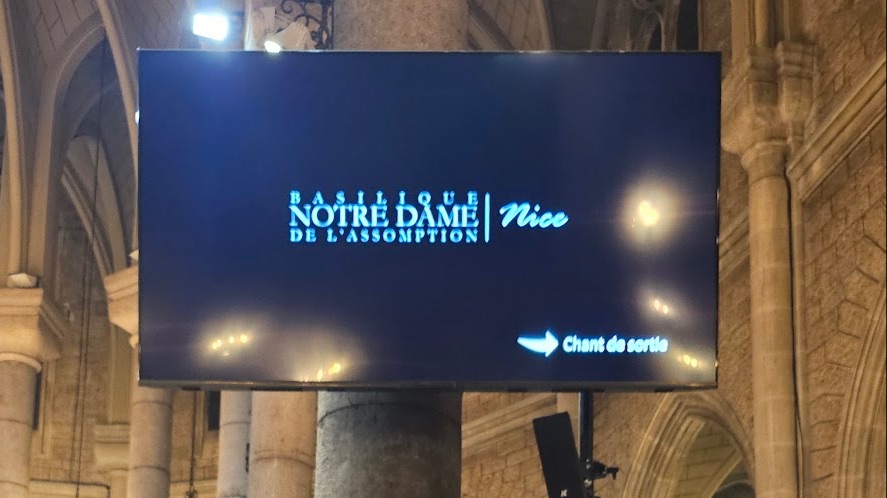 BASILIQUE
NOTRE DAME
DE L'ASSOMPTION
Nice
Chant de sortie